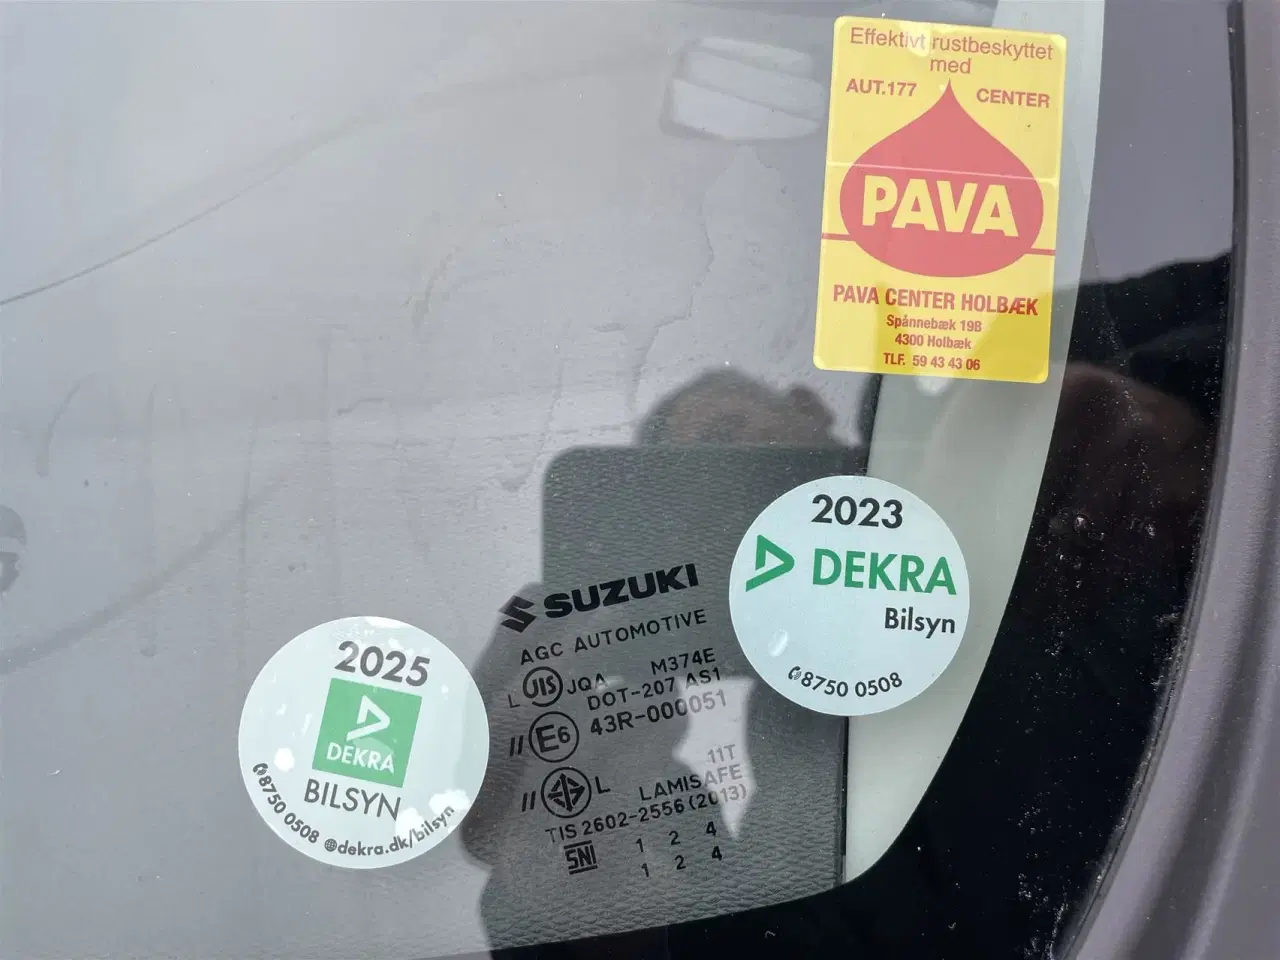 Effektivt rustbeskyttet
med
AUT.177 CENTER
PAVA
PAVA CENTER HOLBÆK
Spånnebæk 19B
4300 Holbæk
TLF. 59 43 43 06
2023
DEKRA
Bilsyn
8750 0508
SUZUKI
AGC AUTOMOTIVE
L JIS JQA M374E
DOT-207 AS1
II E6 43R-000051
11T
II L LAMISAFE
TIS 2602-2556 (2013)
SNI 1 2 4
1 2 4
2025
DEKRA
BILSYN
8750 0508 dekra.dk/bilsyn